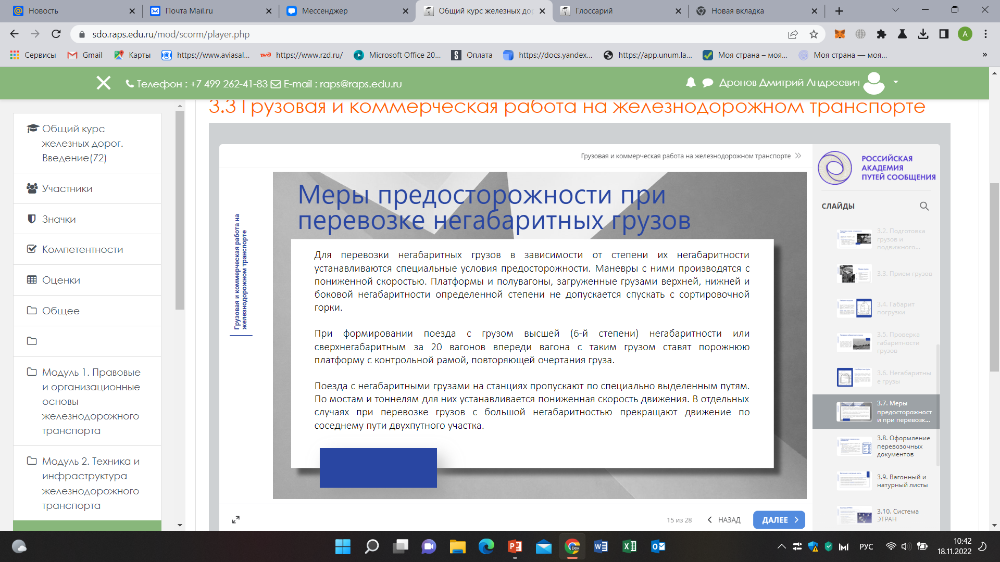 Новость
Почта Mail.ru
Мессенджер
Общий курс железных дор
Глоссарий
Новая вкладка
sdo.raps.edu.ru/mod/scorm/player.php
A
Сервисы
Gmail
Карты
https://www.aviasal...
https://www.rzd.ru/
Microsoft Office 20...
Оплата
https://docs.yandex...
https://app.unum.la...
Моя страна – моя...
Моя страна — моя...
»
Телефон : +7 499 262-41-83 E-mail : raps@raps.edu.ru
Дронов Дмитрий Андреевич
3.3 Грузовая и коммерческая работа на железнодорожном транспорте
Общий курс
железных дорог.
Введение(72)
Участники
Значки
Компетентности
Оценки
Общее
Модуль 1. Правовые
и организационные
основы
железнодорожного
транспорта
Модуль 2. Техника и
инфраструктура
железнодорожного
транспорта
Грузовая и коммерческая работа на железнодорожном транспорте
Грузовая и коммерческая работа на
железнодорожном транспорте
Меры предосторожности при
перевозке негабаритных грузов
Для перевозки негабаритных грузов в зависимости от степени их негабаритности
устанавливаются специальные условия предосторожности. Маневры с ними производятся с
пониженной скоростью. Платформы и полувагоны, загруженные грузами верхней, нижней и
боковой негабаритности определенной степени не допускается спускать с сортировочной
горки.
При формировании поезда с грузом высшей (6-й степени) негабаритности или
сверхнегабаритным за 20 вагонов впереди вагона с таким грузом ставят порожнюю
платформу с контрольной рамой, повторяющей очертания груза.
Поезда с негабаритными грузами на станциях пропускают по специально выделенным путям.
По мостам и тоннелям для них устанавливается пониженная скорость движения. В отдельных
случаях при перевозке грузов с большой негабаритностью прекращают движение по
соседнему пути двухпутного участка.
15 из 28
НАЗАД
ДАЛЕЕ
РОССИЙСКАЯ
АКАДЕМИЯ
ПУТЕЙ СООБЩЕНИЯ
СЛАЙДЫ
3.2. Подготовка
грузов и
подвижного...
3.3. Прием грузов
3.4. Габарит
погрузки
3.5. Проверка
габаритности
грузов
3.6. Негабаритны
е грузы
3.7. Меры
предосторожност
и при перевозк...
3.8. Оформление
перевозочных
документов
3.9. Вагонный и
натурный листы
3.10. Система
ЭТРАН
Dev
РУС
10:42
18.11.2022